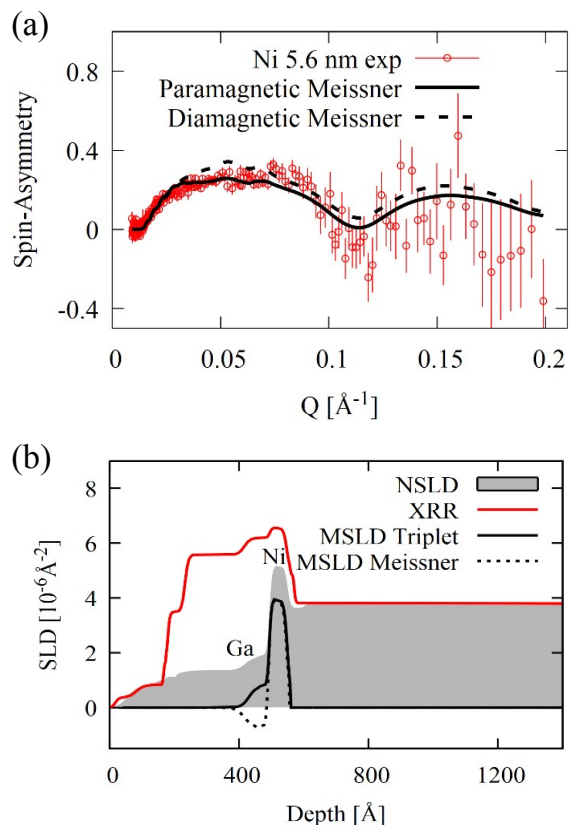 (a)
0.8
0.4
0
-0.4
Spin-Asymmetry
Ni 5.6 nm exp
Paramagnetic Meissner
Diamagnetic Meissner
0 0.05 0.1 0.15 0.2
Q [Å⁻¹]
(b)
8
6
4
2
0
SLD [10⁻⁶Å⁻²]
NSLD
XRR
MSLD Triplet
MSLD Meissner
Ni
Ga
0 400 800 1200
Depth [Å]